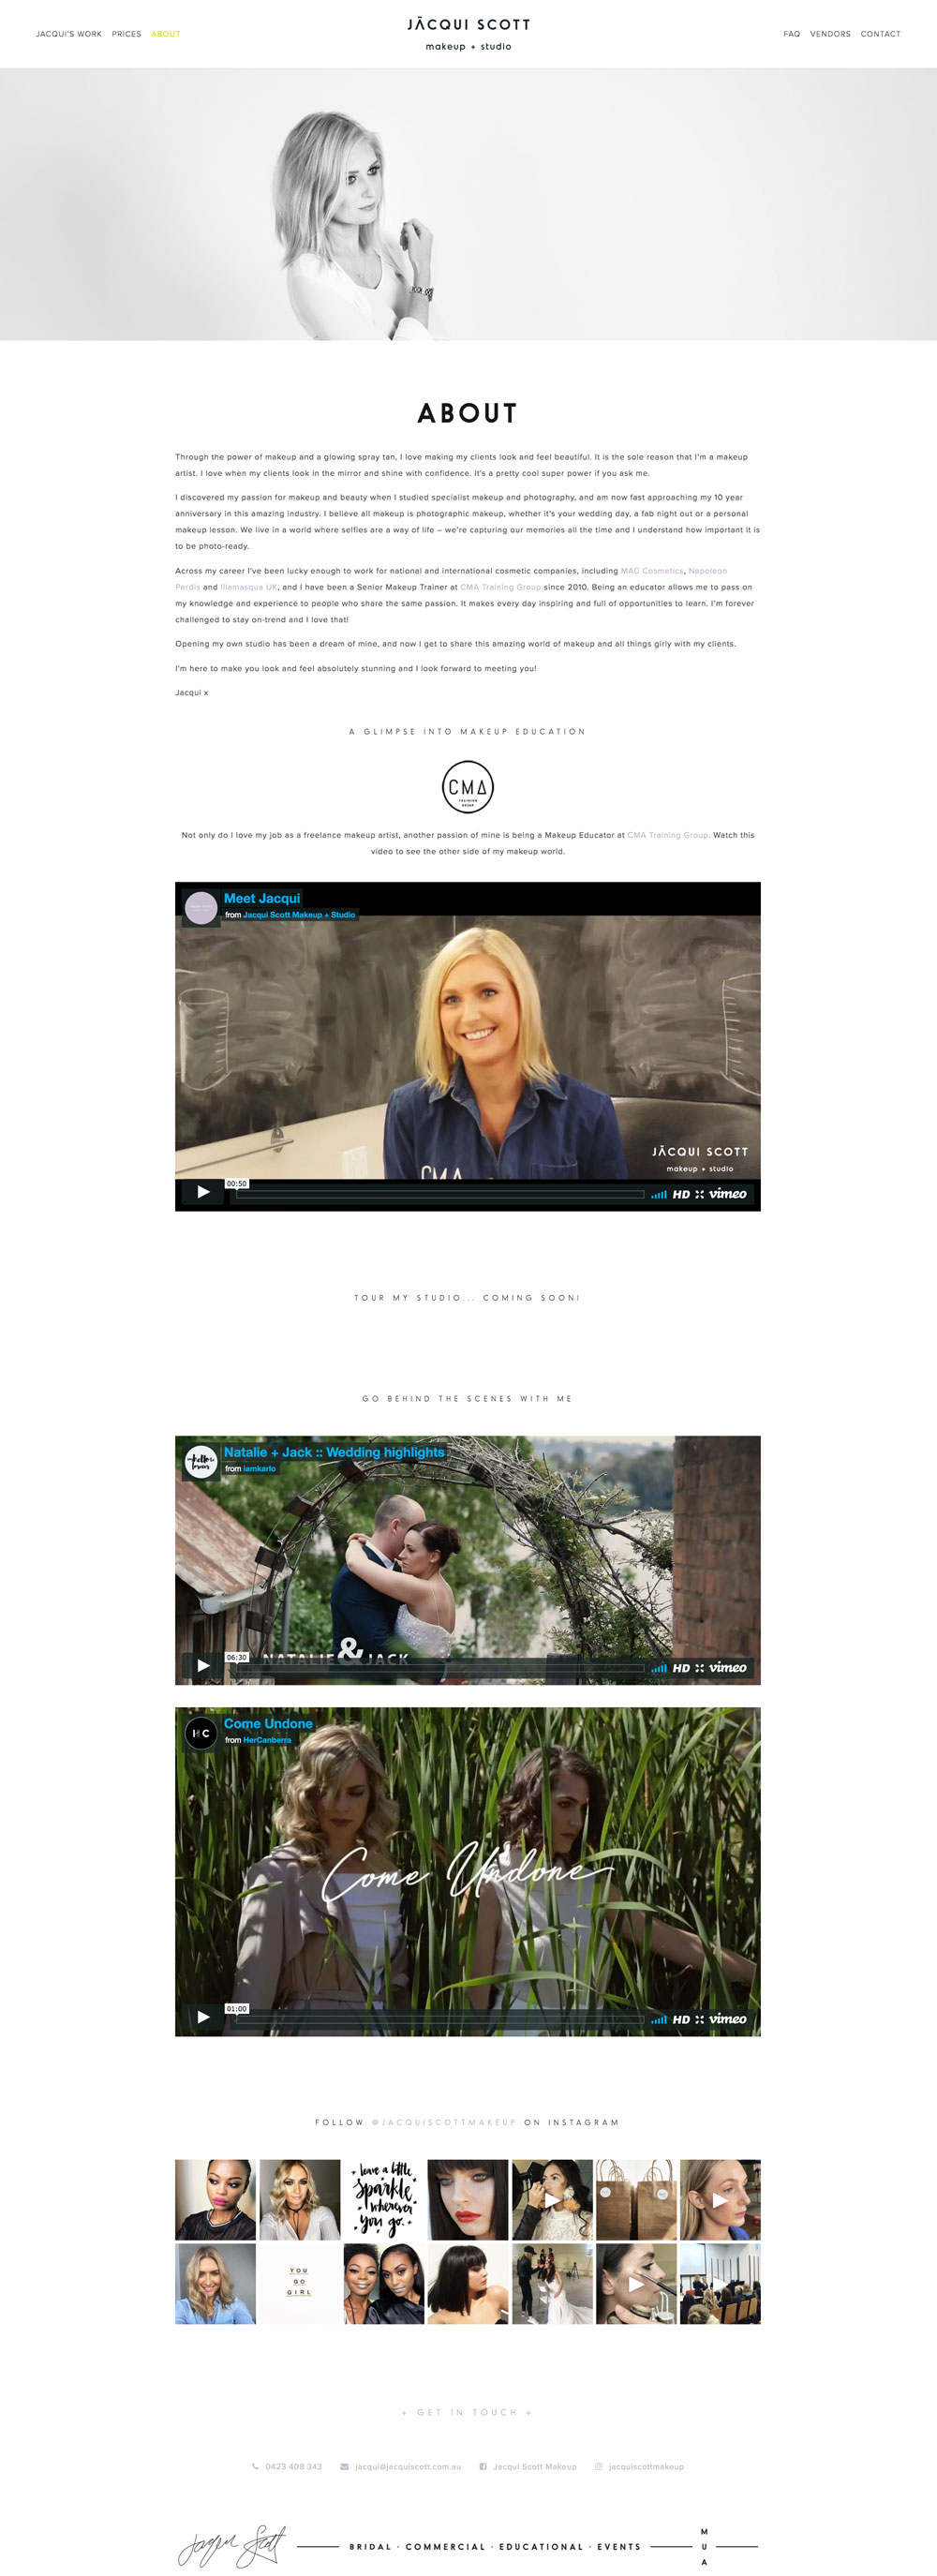 JACQUI'S WORK PRICES ABOUT
JĀCQUI SCOTT
makeup + studio
FAQ VENDORS CONTACT
ABOUT
Through the power of makeup and a glowing spray tan, I love making my clients look and feel beautiful. It is the sole reason that I'm a makeup
artist. I love when my clients look in the mirror and shine with confidence. It's a pretty cool super power if you ask me.
I discovered my passion for makeup and beauty when I studied specialist makeup and photography, and am now fast approaching my 10 year
anniversary in this amazing industry. I believe all makeup is photographic makeup, whether it's your wedding day, a fab night out or a personal
makeup lesson. We live in a world where selfies are a way of life – we're capturing our memories all the time and I understand how important it is
to be photo-ready.
Across my career I've been lucky enough to work for national and international cosmetic companies, including MAC Cosmetics, Napoleon
Perdis and Illamasqua UK, and I have been a Senior Makeup Trainer at CMA Training Group since 2010. Being an educator allows me to pass on
my knowledge and experience to people who share the same passion. It makes every day inspiring and full of opportunities to learn. I'm forever
challenged to stay on-trend and I love that!
Opening my own studio has been a dream of mine, and now I get to share this amazing world of makeup and all things girly with my clients.
I'm here to make you look and feel absolutely stunning and I look forward to meeting you!
Jacqui x
A GLIMPSE INTO MAKEUP EDUCATION
CMA
TRAINING
GROUP
Not only do I love my job as a freelance makeup artist, another passion of mine is being a Makeup Educator at CMA Training Group. Watch this
video to see the other side of my makeup world.
Meet Jacqui
from Jacqui Scott Makeup + Studio
CMA
JĀCQUI SCOTT
makeup + studio
00:50
HD vimeo
TOUR MY STUDIO... COMING SOON!
GO BEHIND THE SCENES WITH ME
Natalie + Jack :: Wedding highlights
from iamkarlo
NATALIE & JACK
06:30
HD vimeo
HC
Come Undone
from HerCanberra
Come Undone
01:00
HD vimeo
FOLLOW @JACQUISCOTTMAKEUP ON INSTAGRAM
leave a little
sparkle
wherever
you go.
YOU
GO
GIRL
+ GET IN TOUCH +
0423 408 343 jacqui@jacquiscott.com.au Jacqui Scott Makeup jacquiscottmakeup
Jacqui Scott
BRIDAL · COMMERCIAL · EDUCATIONAL · EVENTS
M
U
A